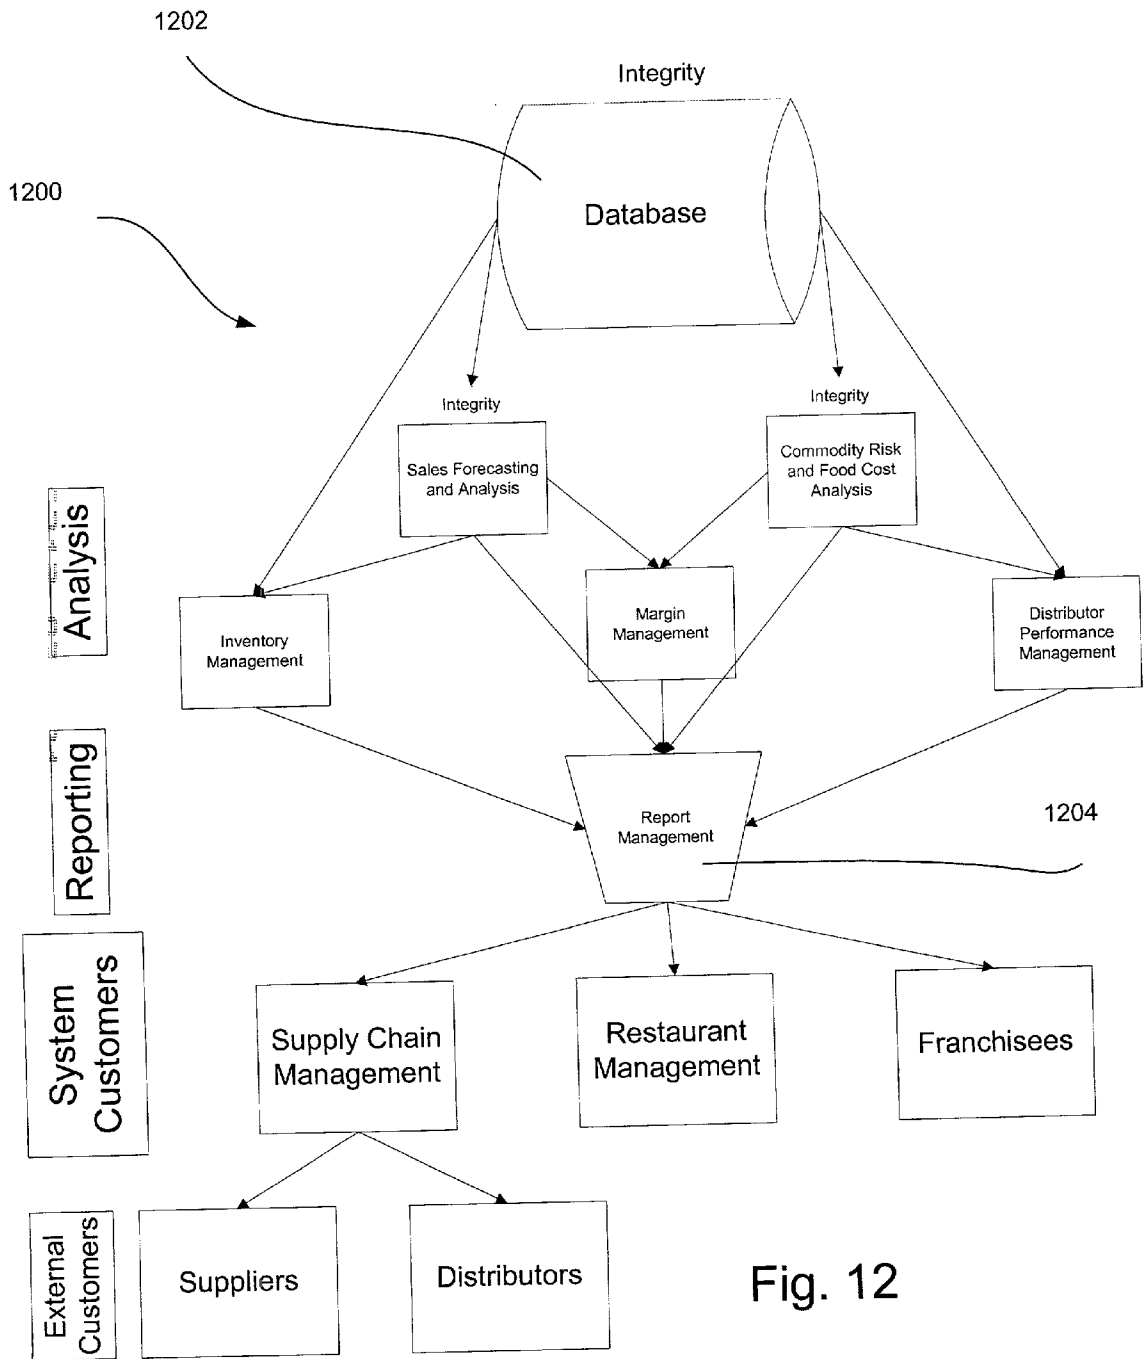 1202
Integrity
1200
Database
Integrity
Integrity
Sales Forecasting
and Analysis
Commodity Risk
and Food Cost
Analysis
Analysis
Inventory
Management
Margin
Management
Distributor
Performance
Management
Reporting
Report
Management
1204
System
Customers
Supply Chain
Management
Restaurant
Management
Franchisees
External
Customers
Suppliers
Distributors
Fig. 12